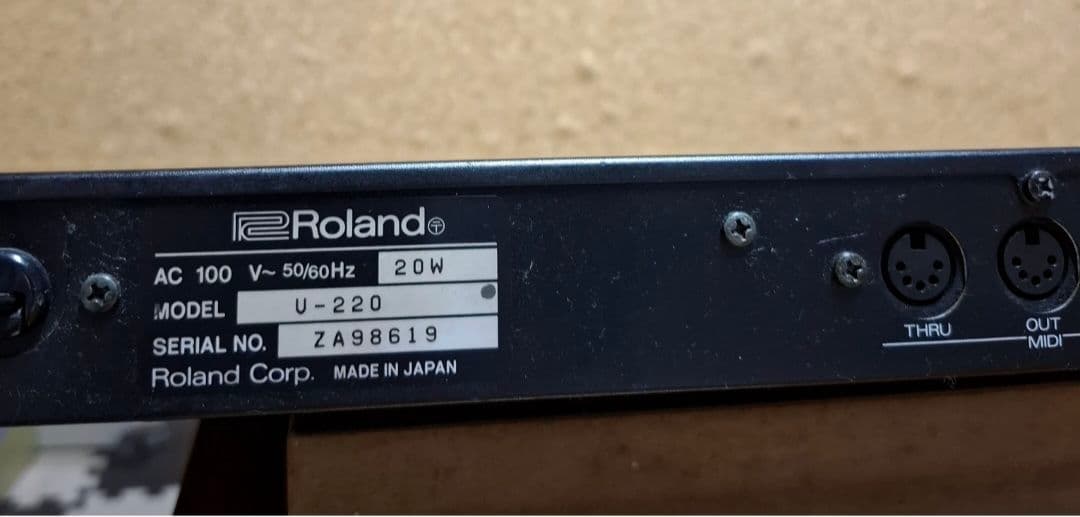 Roland
AC 100 V~ 50/60Hz 20W
MODEL U-220
SERIAL NO. ZA98619
Roland Corp. MADE IN JAPAN
THRU
OUT
MIDI